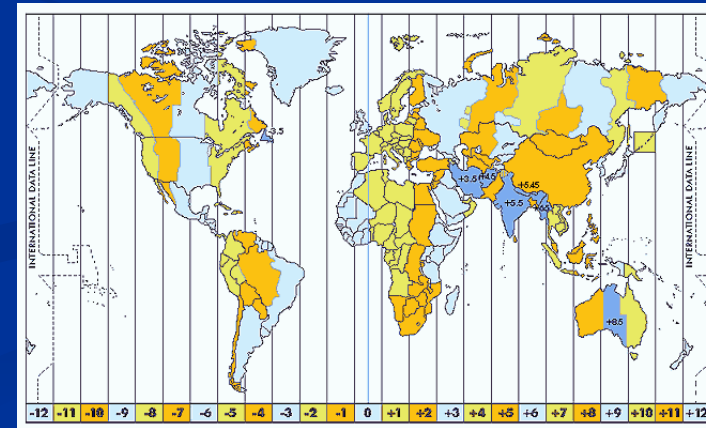 INTERNATIONAL DATA LINE
INTERNATIONAL DATA LINE
-3.5
+3.5
+4.5
+5.45
+5.5
+8.5
-12 -11 -10 -9 -8 -7 -6 -5 -4 -3 -2 -1 0 +1 +2 +3 +4 +5 +6 +7 +8 +9 +10 +11 +12